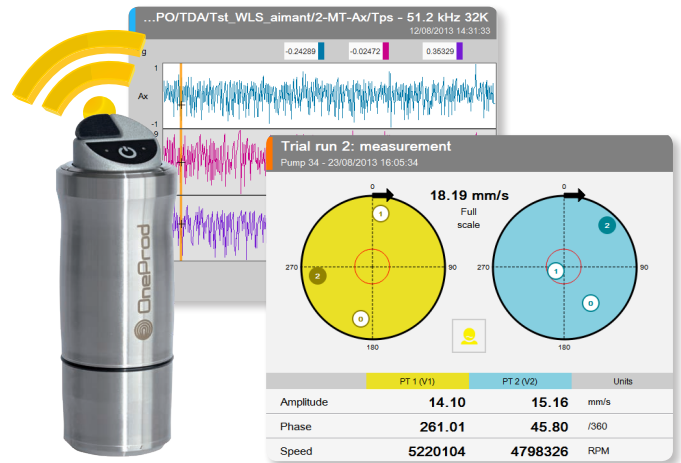 ...PO/TDA/Tst_WLS_aimant/2-MT-Ax/Tps - 51.2 kHz 32K
12/08/2013 14:31:33
g
-0.24289
-0.02472
0.35329
1
Ax
-1
9
OneProd
Trial run 2: measurement
Pump 34 - 23/08/2013 16:05:34
0
18.19 mm/s
0
Full
scale
1
2
270
2
90
270
1
90
0
0
180
180
PT 1 (V1)
PT 2 (V2)
Units
Amplitude
14.10
15.16
mm/s
Phase
261.01
45.80
/360
Speed
5220104
4798326
RPM